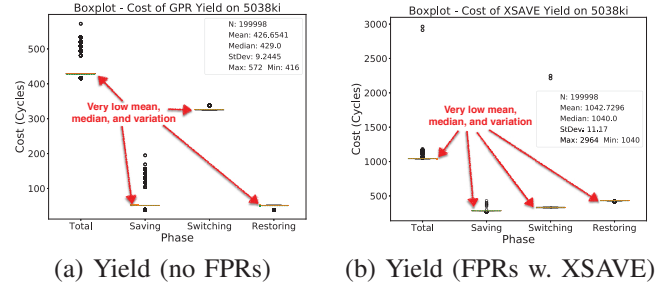 Boxplot - Cost of GPR Yield on 5038ki
N: 199998
Mean: 426.6541
Median: 429.0
StDev: 9.2445
Max: 572 Min: 416
Very low mean,
median, and variation
Cost (Cycles)
500
400
300
200
100
Total Saving Switching Restoring
Phase
(a) Yield (no FPRs)
Boxplot - Cost of XSAVE Yield on 5038ki
N: 199998
Mean: 1042.7296
Median: 1040.0
StDev: 11.17
Max: 2964 Min: 1040
Very low mean,
median, and variation
Cost (Cycles)
3000
2500
2000
1500
1000
500
Total Saving Switching Restoring
Phase
(b) Yield (FPRs w. XSAVE)